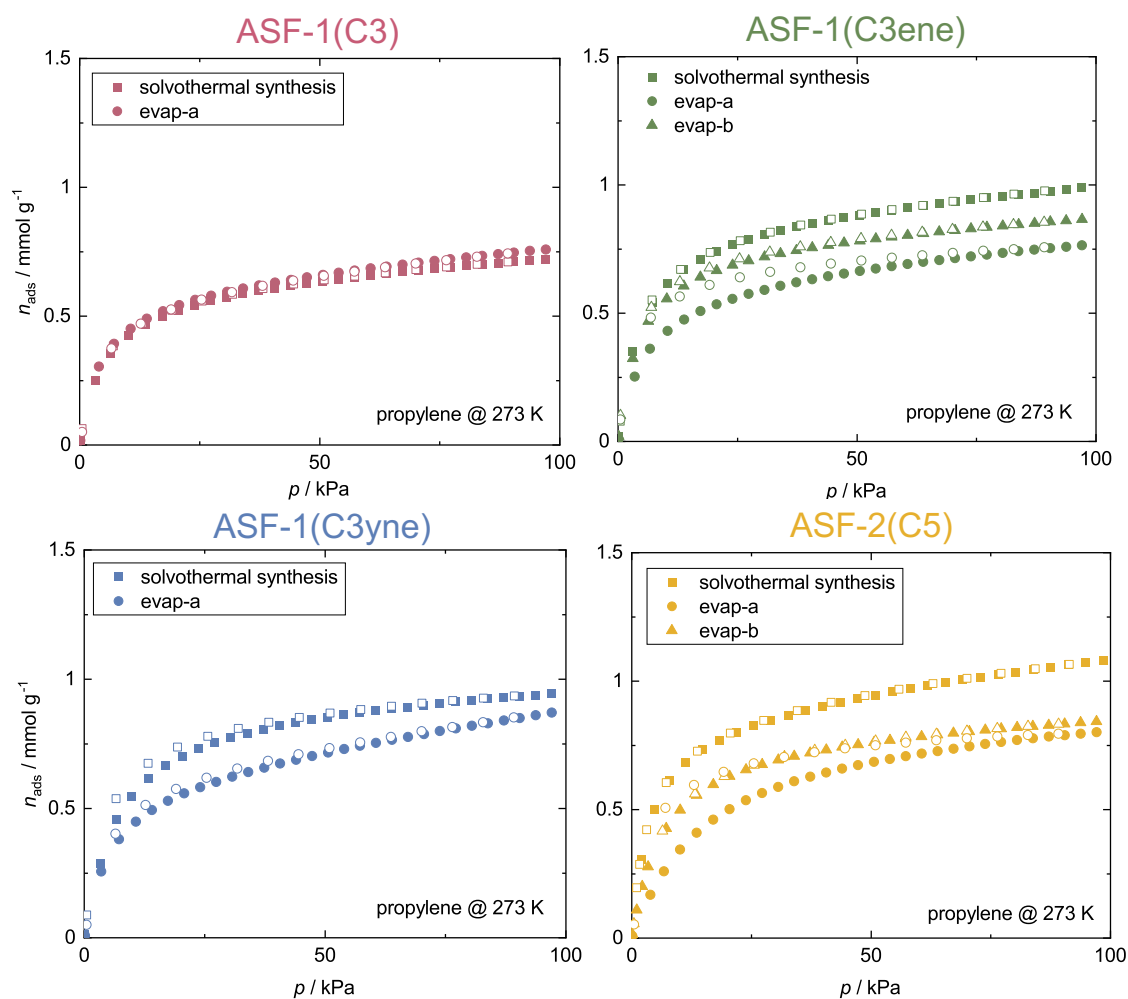 ASF-1(C3)
1.5
solvothermal synthesis
evap-a
1
0.5
0
n_ads / mmol g⁻¹
propylene @ 273 K
0
50
100
p / kPa
ASF-1(C3ene)
1.5
solvothermal synthesis
evap-a
evap-b
1
0.5
0
propylene @ 273 K
0
50
100
p / kPa
ASF-1(C3yne)
1.5
solvothermal synthesis
evap-a
1
0.5
0
n_ads / mmol g⁻¹
propylene @ 273 K
0
50
100
p / kPa
ASF-2(C5)
1.5
solvothermal synthesis
evap-a
evap-b
1
0.5
0
propylene @ 273 K
0
50
100
p / kPa